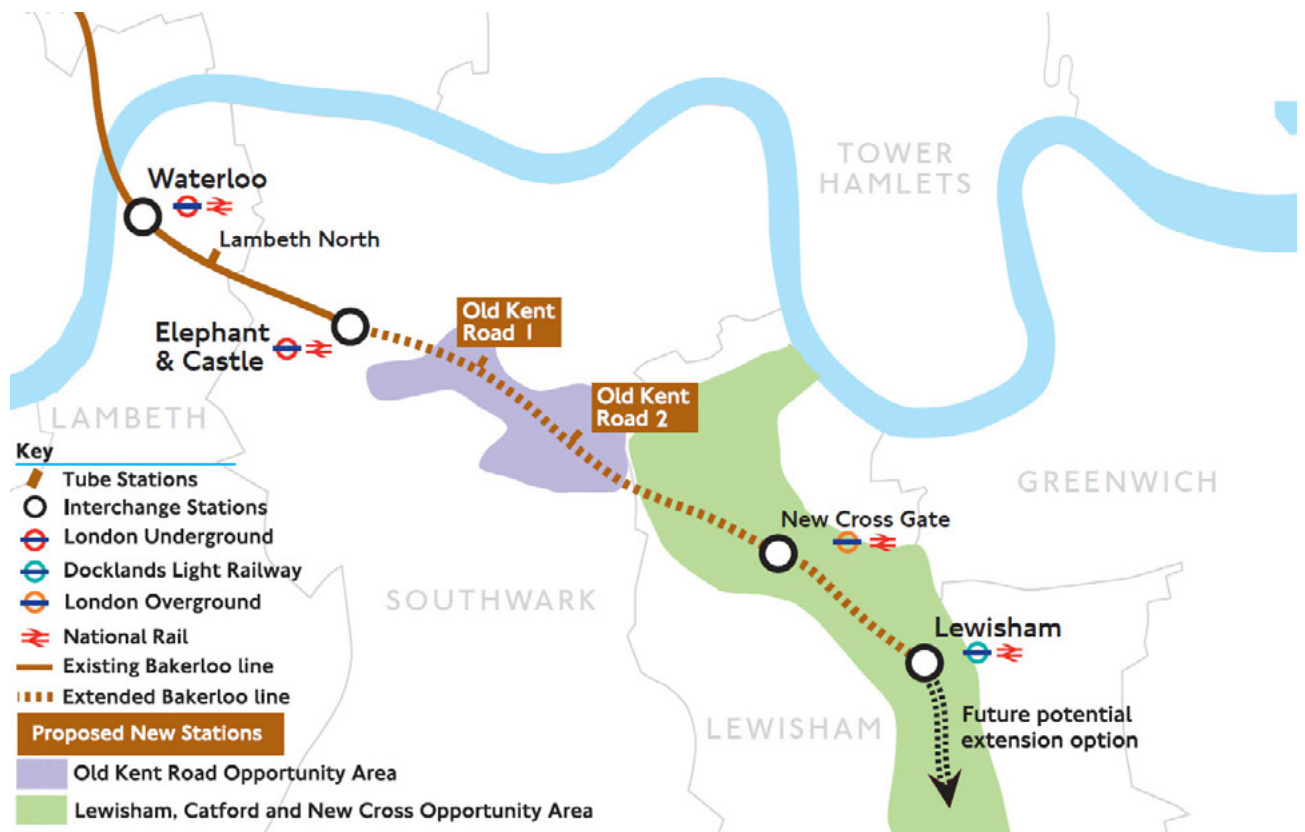 TOWER
HAMLETS
Waterloo
Lambeth North
Old Kent
Road 1
Elephant
& Castle
Old Kent
Road 2
LAMBETH
GREENWICH
New Cross Gate
SOUTHWARK
Lewisham
LEWISHAM
Future potential
extension option
Key
Tube Stations
Interchange Stations
London Underground
Docklands Light Railway
London Overground
National Rail
Existing Bakerloo line
Extended Bakerloo line
Proposed New Stations
Old Kent Road Opportunity Area
Lewisham, Catford and New Cross Opportunity Area